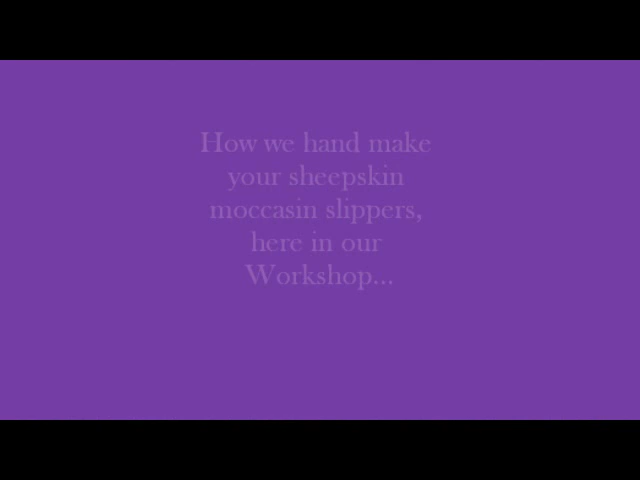 How we hand make
your sheepskin
moccasin slippers,
here in our
Workshop...